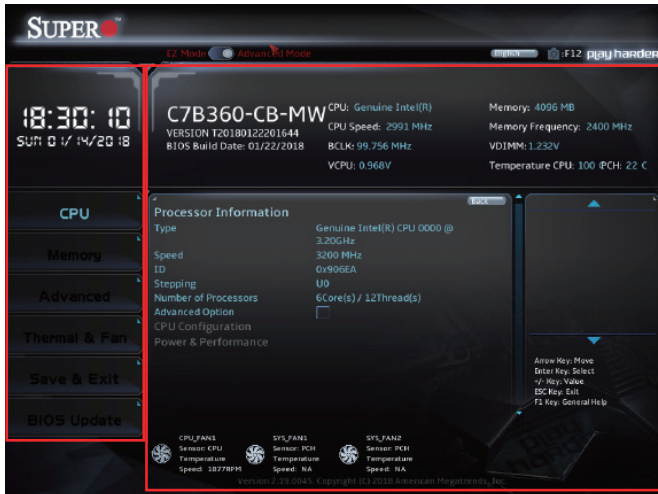 SUPER
EZ Mode Advanced Mode
English :F12 play harder
18:30: 10
SUN 01/14/2018
C7B360-CB-MW
VERSION T20180122201644
BIOS Build Date: 01/22/2018
CPU: Genuine Intel(R)
CPU Speed: 2991 MHz
BCLK: 99.756 MHz
VCPU: 0.968V
Memory: 4096 MB
Memory Frequency: 2400 MHz
VDIMM: 1.232V
Temperature CPU: 100 PCH: 22 C
CPU
Memory
Advanced
Thermal & Fan
Save & Exit
BIOS Update
Back
Processor Information
Type Genuine Intel(R) CPU 0000 @
3.20GHz
Speed 3200 MHz
ID 0x906EA
Stepping U0
Number of Processors 6Core(s) / 12Thread(s)
Advanced Option
CPU Configuration
Power & Performance
Arrow Key: Move
Enter Key: Select
+/- Key: Value
ESC Key: Exit
F1 Key: General Help
CPU_FAN1
Sensor: CPU
Temperature
Speed: 1077RPM
SYS_FAN1
Sensor: PCH
Temperature
Speed: NA
SYS_FAN2
Sensor: PCH
Temperature
Speed: NA
Version 2.19.0045. Copyright (C) 2018 American Megatrends, Inc.